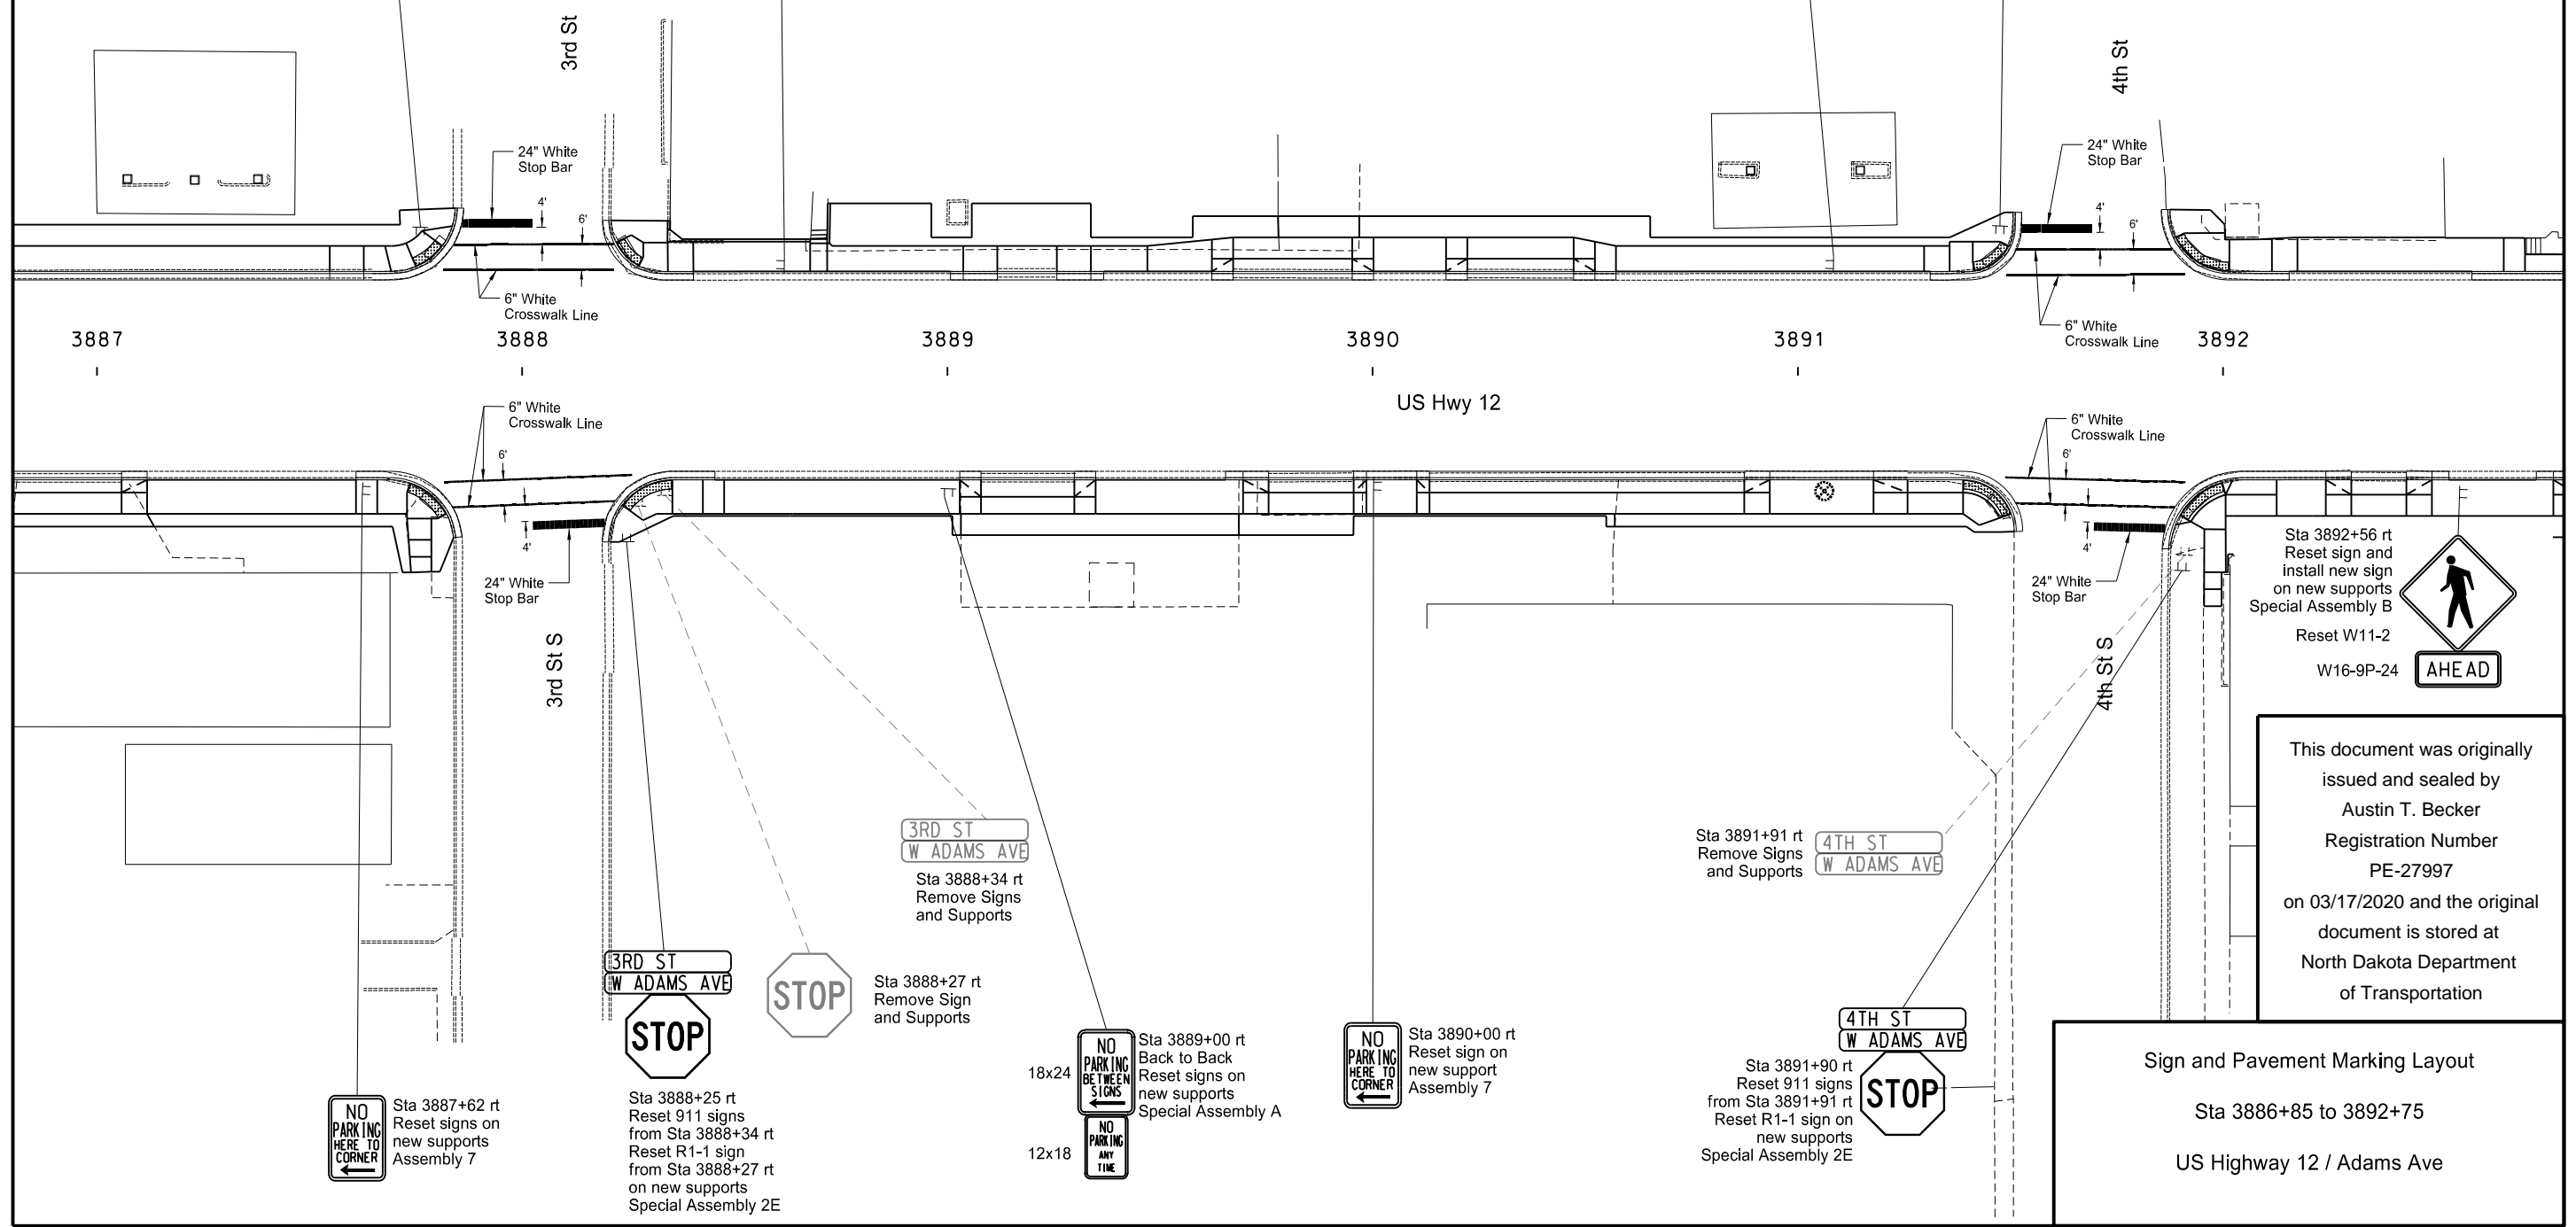 3rd St
4th St
24" White
Stop Bar
4'
6'
6" White
Crosswalk Line
24" White
Stop Bar
4'
6'
6" White
Crosswalk Line
3887
3888
3889
3890
3891
3892
US Hwy 12
6" White
Crosswalk Line
6'
4'
24" White
Stop Bar
3rd St S
6" White
Crosswalk Line
6'
4'
24" White
Stop Bar
4th St S
Sta 3892+56 rt
Reset sign and
install new sign
on new supports
Special Assembly B
Reset W11-2
W16-9P-24
AHEAD
3RD ST
W ADAMS AVE
Sta 3888+34 rt
Remove Signs
and Supports
Sta 3891+91 rt
Remove Signs
and Supports
4TH ST
W ADAMS AVE
NO
PARKING
HERE TO
CORNER
Sta 3887+62 rt
Reset signs on
new supports
Assembly 7
3RD ST
W ADAMS AVE
STOP
Sta 3888+25 rt
Reset 911 signs
from Sta 3888+34 rt
Reset R1-1 sign
from Sta 3888+27 rt
on new supports
Special Assembly 2E
STOP
Sta 3888+27 rt
Remove Sign
and Supports
18x24
NO
PARKING
BETWEEN
SIGNS
12x18
NO
PARKING
ANY
TIME
Sta 3889+00 rt
Back to Back
Reset signs on
new supports
Special Assembly A
NO
PARKING
HERE TO
CORNER
Sta 3890+00 rt
Reset sign on
new support
Assembly 7
4TH ST
W ADAMS AVE
STOP
Sta 3891+90 rt
Reset 911 signs
from Sta 3891+91 rt
Reset R1-1 sign on
new supports
Special Assembly 2E
This document was originally
issued and sealed by
Austin T. Becker
Registration Number
PE-27997
on 03/17/2020 and the original
document is stored at
North Dakota Department
of Transportation
Sign and Pavement Marking Layout
Sta 3886+85 to 3892+75
US Highway 12 / Adams Ave